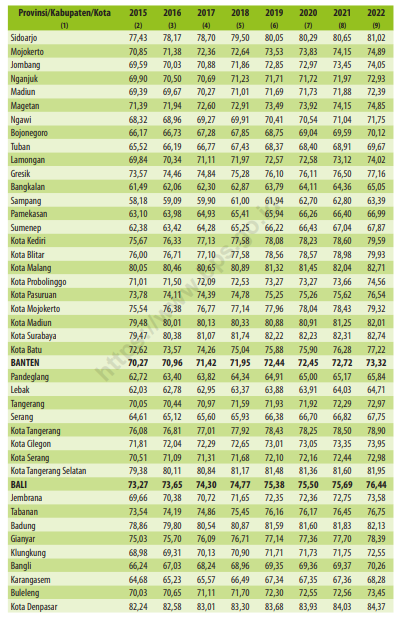 Provinsi/Kabupaten/Kota 2015 2016 2017 2018 2019 2020 2021 2022
(1) (2) (3) (4) (5) (6) (7) (8) (9)
Sidoarjo 77,43 78,17 78,70 79,50 80,05 80,29 80,65 81,02
Mojokerto 70,85 71,38 72,36 72,64 73,53 73,83 74,15 74,89
Jombang 69,59 70,03 70,88 71,86 72,85 72,97 73,45 74,05
Nganjuk 69,90 70,50 70,69 71,23 71,71 71,72 71,97 72,93
Madiun 69,39 69,67 70,27 71,01 71,69 71,73 71,88 72,39
Magetan 71,39 71,94 72,60 72,91 73,49 73,92 74,15 74,85
Ngawi 68,32 68,96 69,27 69,91 70,41 70,54 71,04 71,75
Bojonegoro 66,17 66,73 67,28 67,85 68,75 69,04 69,59 70,12
Tuban 65,52 66,19 66,77 67,43 68,37 68,40 68,91 69,67
Lamongan 69,84 70,34 71,11 71,97 72,57 72,58 73,12 74,02
Gresik 73,57 74,46 74,84 75,28 76,10 76,11 76,50 77,16
Bangkalan 61,49 62,06 62,30 62,87 63,79 64,11 64,36 65,05
Sampang 58,18 59,09 59,90 61,00 61,94 62,70 62,80 63,39
Pamekasan 63,10 63,98 64,93 65,41 65,94 66,26 66,40 66,99
Sumenep 62,38 63,42 64,28 65,25 66,22 66,43 67,04 67,87
Kota Kediri 75,67 76,33 77,13 77,58 78,08 78,23 78,60 79,59
Kota Blitar 76,00 76,71 77,10 77,58 78,56 78,57 78,98 79,93
Kota Malang 80,05 80,46 80,65 80,89 81,32 81,45 82,04 82,71
Kota Probolinggo 71,01 71,50 72,09 72,53 73,27 73,27 73,66 74,56
Kota Pasuruan 73,78 74,11 74,39 74,78 75,25 75,26 75,62 76,54
Kota Mojokerto 75,54 76,38 76,77 77,14 77,96 78,04 78,43 79,32
Kota Madiun 79,48 80,01 80,13 80,33 80,88 80,91 81,25 82,01
Kota Surabaya 79,47 80,38 81,07 81,74 82,22 82,23 82,31 82,74
Kota Batu 72,62 73,57 74,26 75,04 75,88 75,90 76,28 77,22
BANTEN 70,27 70,96 71,42 71,95 72,44 72,45 72,72 73,32
Pandeglang 62,72 63,40 63,82 64,34 64,91 65,00 65,17 65,84
Lebak 62,03 62,78 62,95 63,37 63,88 63,91 64,03 64,71
Tangerang 70,05 70,44 70,97 71,59 71,93 71,92 72,29 72,97
Serang 64,61 65,12 65,60 65,93 66,38 66,70 66,82 67,75
Kota Tangerang 76,08 76,81 77,01 77,92 78,43 78,25 78,50 78,90
Kota Cilegon 71,81 72,04 72,29 72,65 73,01 73,05 73,35 73,95
Kota Serang 70,51 71,09 71,31 71,68 72,10 72,16 72,44 72,98
Kota Tangerang Selatan 79,38 80,11 80,84 81,17 81,48 81,36 81,60 81,95
BALI 73,27 73,65 74,30 74,77 75,38 75,50 75,69 76,44
Jembrana 69,66 70,38 70,72 71,65 72,35 72,36 72,75 73,58
Tabanan 73,54 74,19 74,86 75,45 76,16 76,17 76,45 76,75
Badung 78,86 79,80 80,54 80,87 81,59 81,60 81,83 82,13
Gianyar 75,03 75,70 76,09 76,71 77,14 77,36 77,70 78,39
Klungkung 68,98 69,31 70,13 70,90 71,71 71,73 71,75 72,55
Bangli 66,24 67,03 68,24 68,96 69,35 69,36 69,37 70,26
Karangasem 64,68 65,23 65,57 66,49 67,34 67,35 67,36 68,28
Buleleng 70,03 70,65 71,11 71,70 72,30 72,55 72,56 73,45
Kota Denpasar 82,24 82,58 83,01 83,30 83,68 83,93 84,03 84,37